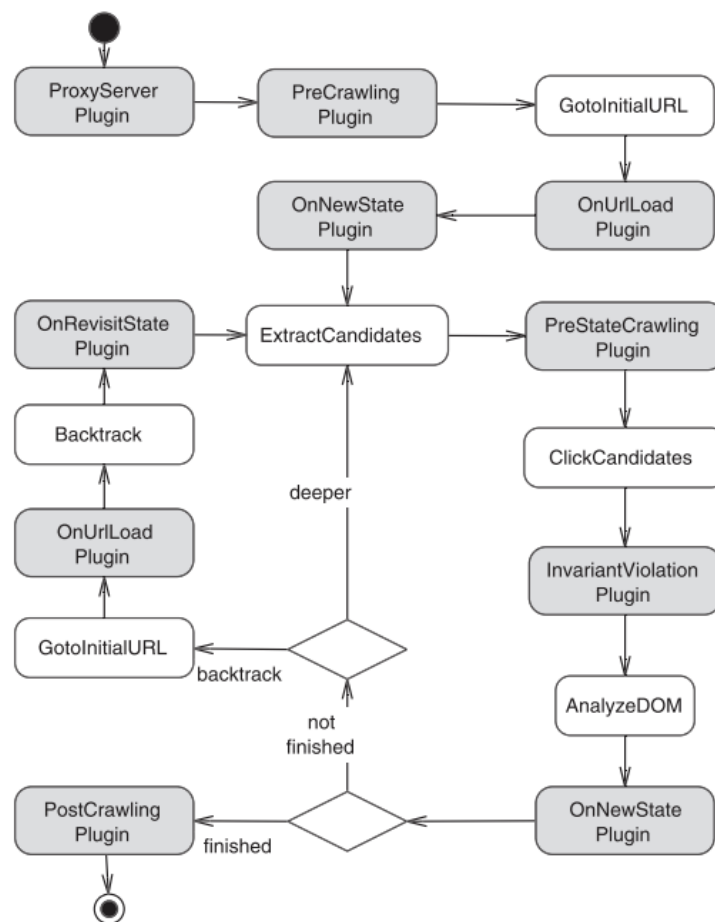 ProxyServer
Plugin
PreCrawling
Plugin
GotoInitialURL
OnNewState
Plugin
OnUrlLoad
Plugin
OnRevisitState
Plugin
ExtractCandidates
PreStateCrawling
Plugin
Backtrack
ClickCandidates
deeper
OnUrlLoad
Plugin
InvariantViolation
Plugin
GotoInitialURL
backtrack
AnalyzeDOM
not
finished
PostCrawling
Plugin
finished
OnNewState
Plugin